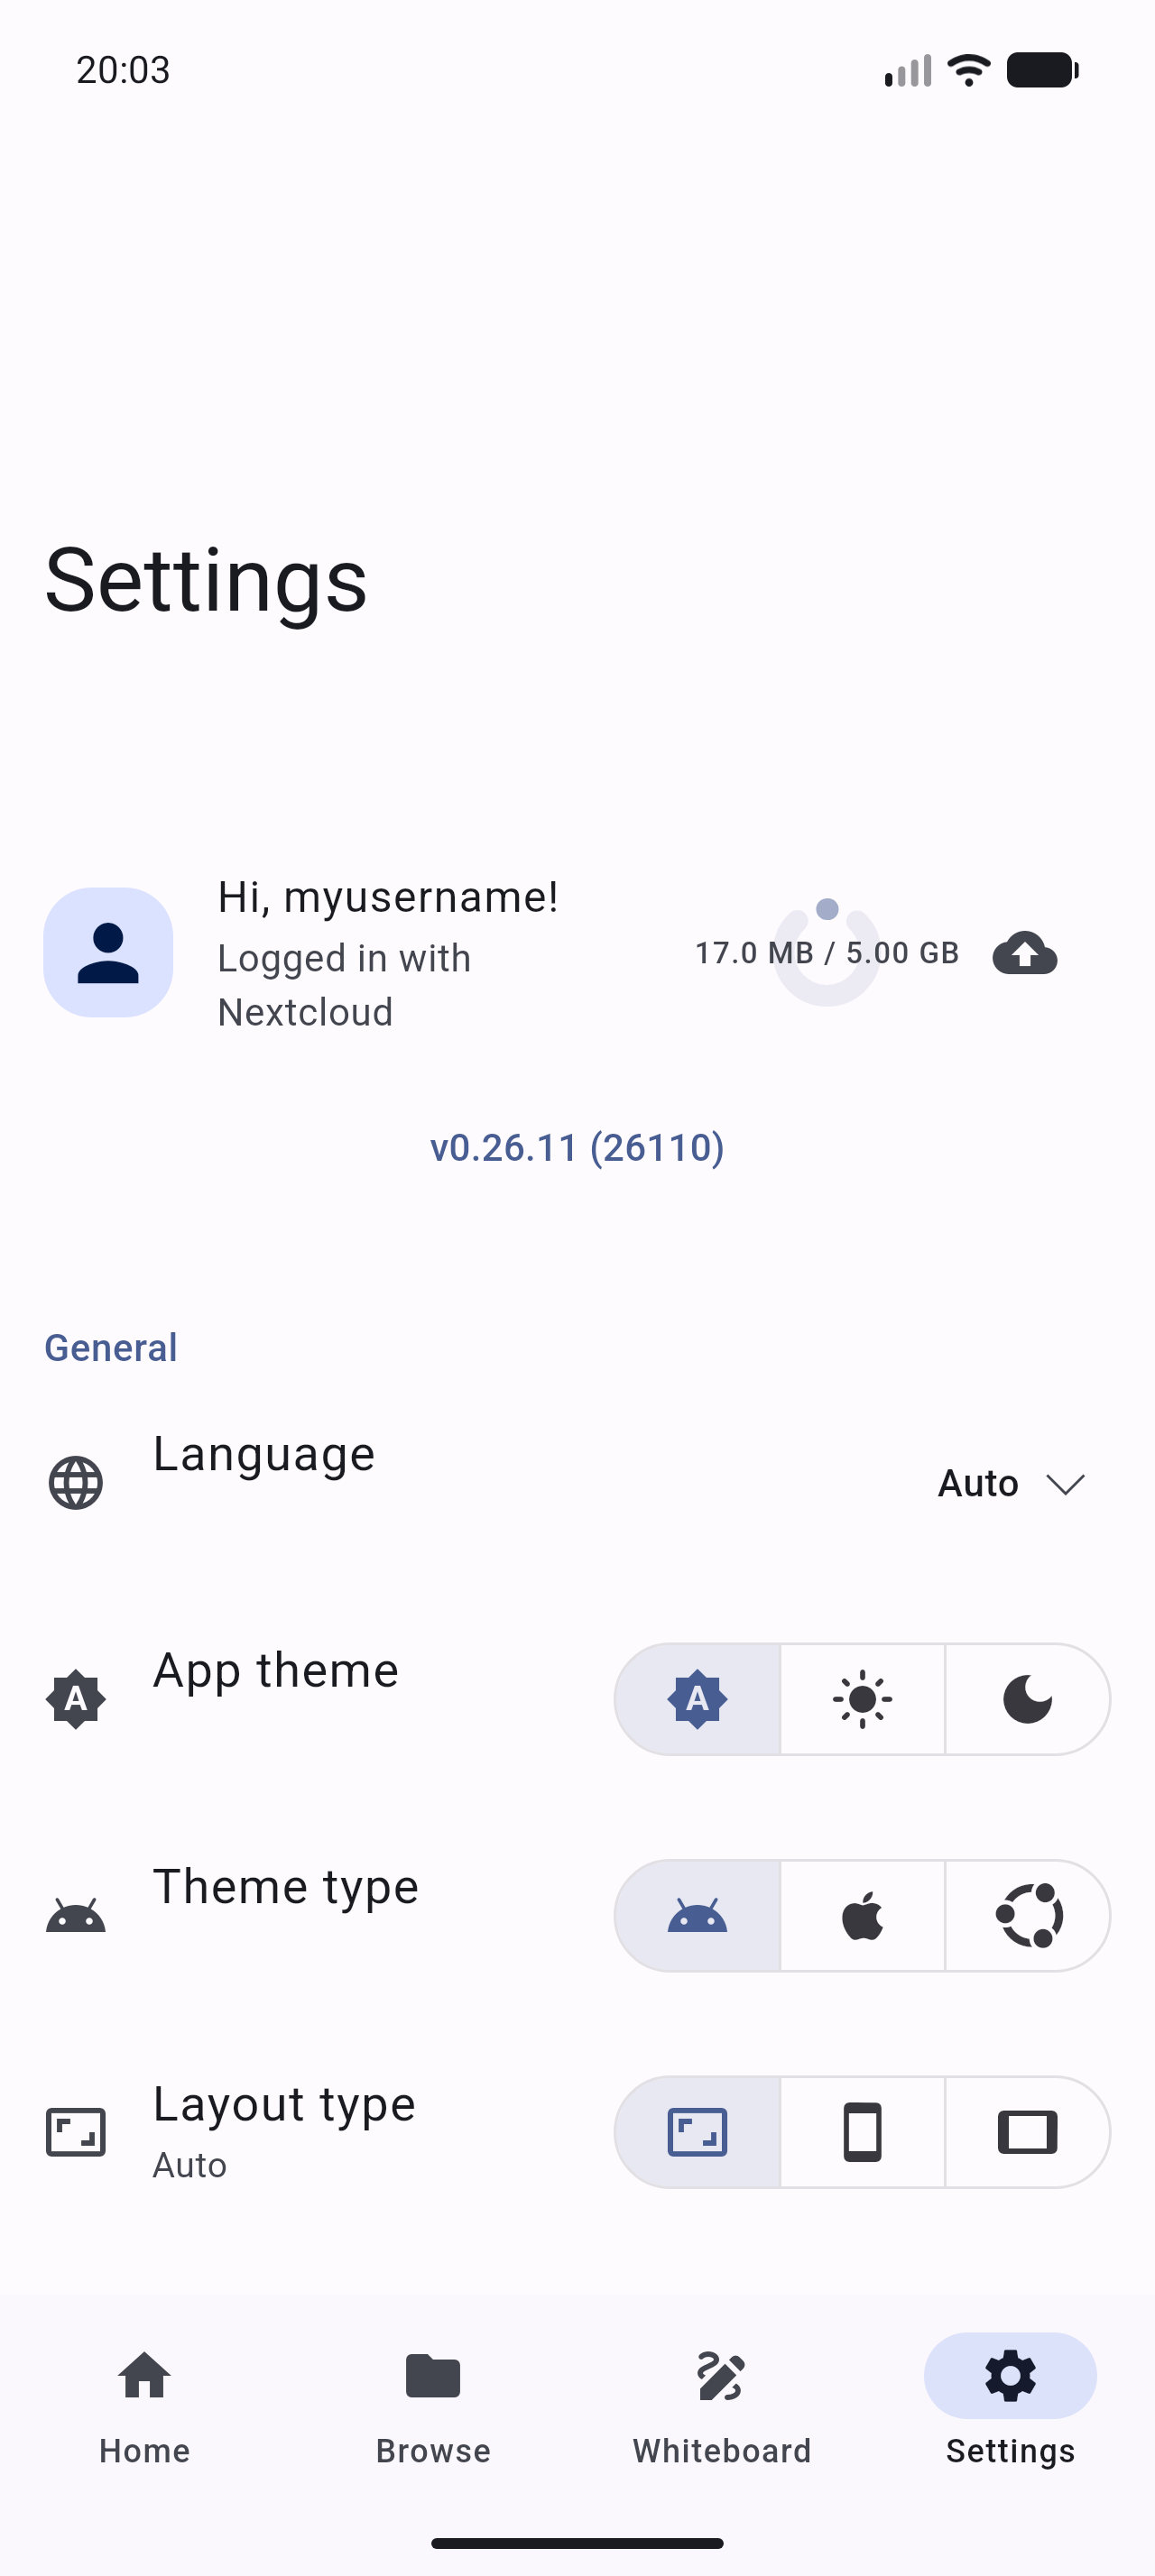 20:03
Settings
Hi, myusername!
Logged in with
Nextcloud
17.0 MB / 5.00 GB
v0.26.11 (26110)
General
Language
Auto
App theme
A
A
Theme type
Layout type
Auto
Home
Browse
Whiteboard
Settings